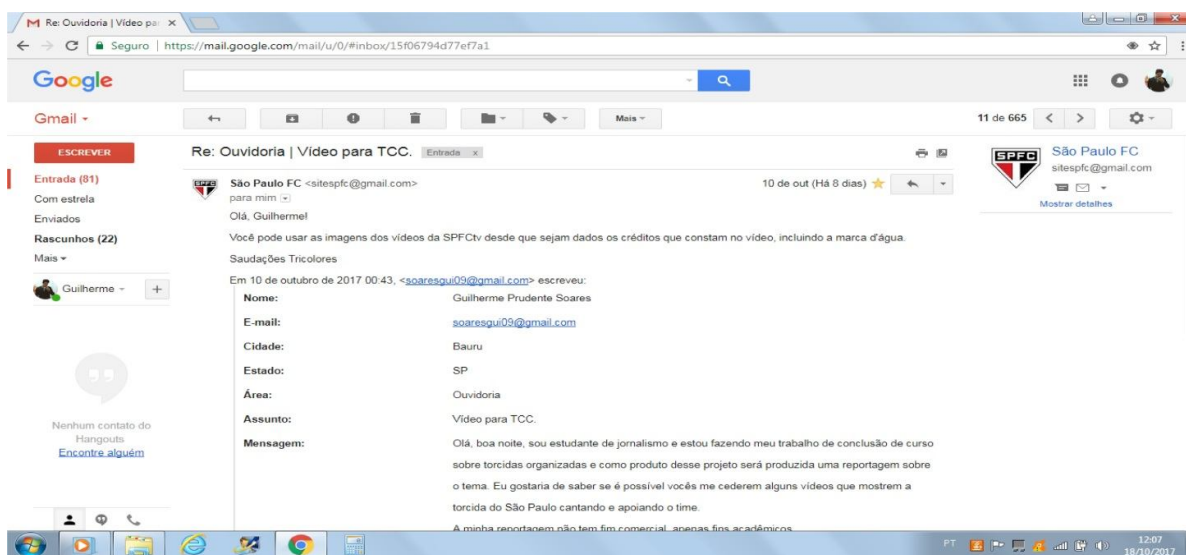 Re: Ouvidoria | Vídeo pa
Seguro | https://mail.google.com/mail/u/0/#inbox/15f06794d77ef7a1
Google
Gmail
Mais
11 de 665
ESCREVER
Entrada (81)
Com estrela
Enviados
Rascunhos (22)
Mais
Guilherme
Nenhum contato do
Hangouts
Encontre alguém
Re: Ouvidoria | Vídeo para TCC. Entrada x
São Paulo FC <sitespfc@gmail.com> 10 de out (Há 8 dias)
para mim
Olá, Guilherme!
Você pode usar as imagens dos vídeos da SPFCtv desde que sejam dados os créditos que constam no vídeo, incluindo a marca d'água.
Saudações Tricolores
Em 10 de outubro de 2017 00:43, <soaresgui09@gmail.com> escreveu:
Nome: Guilherme Prudente Soares
E-mail: soaresgui09@gmail.com
Cidade: Bauru
Estado: SP
Área: Ouvidoria
Assunto: Vídeo para TCC.
Mensagem: Olá, boa noite, sou estudante de jornalismo e estou fazendo meu trabalho de conclusão de curso
sobre torcidas organizadas e como produto desse projeto será produzida uma reportagem sobre
o tema. Eu gostaria de saber se é possível vocês me cederem alguns vídeos que mostrem a
torcida do São Paulo cantando e apoiando o time.
A minha reportagem não tem fim comercial, apenas fins acadêmicos
SPFC
São Paulo FC
sitespfc@gmail.com
Mostrar detalhes
PT
12:07
18/10/2017